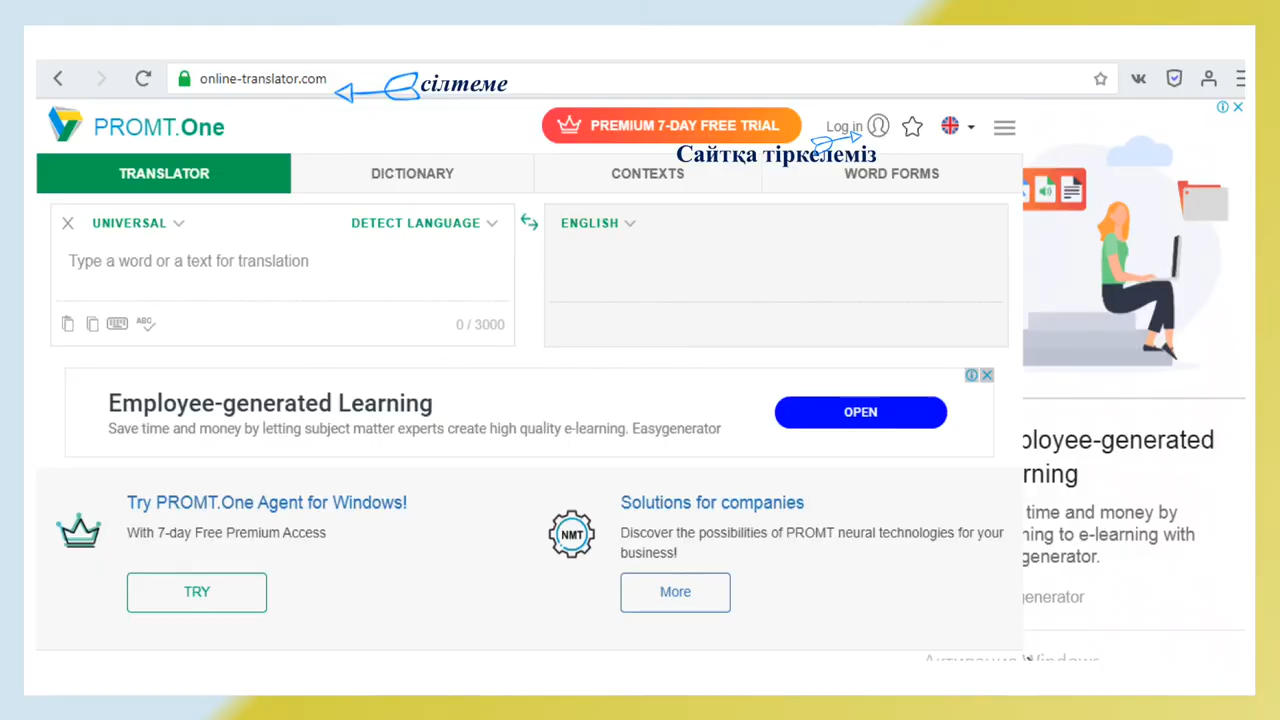 online-translator.com
сілтеме
PROMT.One
PREMIUM 7-DAY FREE TRIAL
Log in
Сайтқа тіркелеміз
TRANSLATOR
DICTIONARY
CONTEXTS
WORD FORMS
UNIVERSAL
DETECT LANGUAGE
ENGLISH
Type a word or a text for translation
ABC
0 / 3000
Employee-generated Learning
Save time and money by letting subject matter experts create high quality e-learning. Easygenerator
OPEN
Try PROMT.One Agent for Windows!
With 7-day Free Premium Access
TRY
NMT
Solutions for companies
Discover the possibilities of PROMT neural technologies for your
business!
More
ployee-generated
rning
time and money by
ning to e-learning with
generator.
generator
Активация Windows